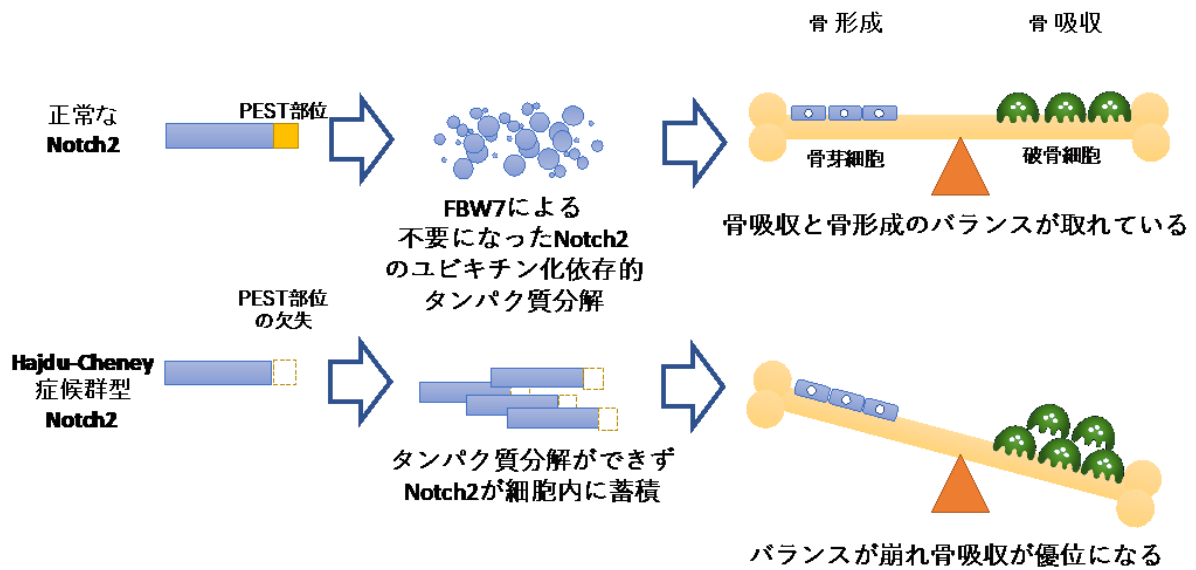 骨 形成
骨 吸収
正常な
Notch2
PEST部位
骨芽細胞
破骨細胞
FBW7による
不要になったNotch2
のユビキチン化依存的
タンパク質分解
骨吸収と骨形成のバランスが取れている
PEST部位
の欠失
Hajdu-Cheney
症候群型
Notch2
タンパク質分解ができず
Notch2が細胞内に蓄積
バランスが崩れ骨吸収が優位になる